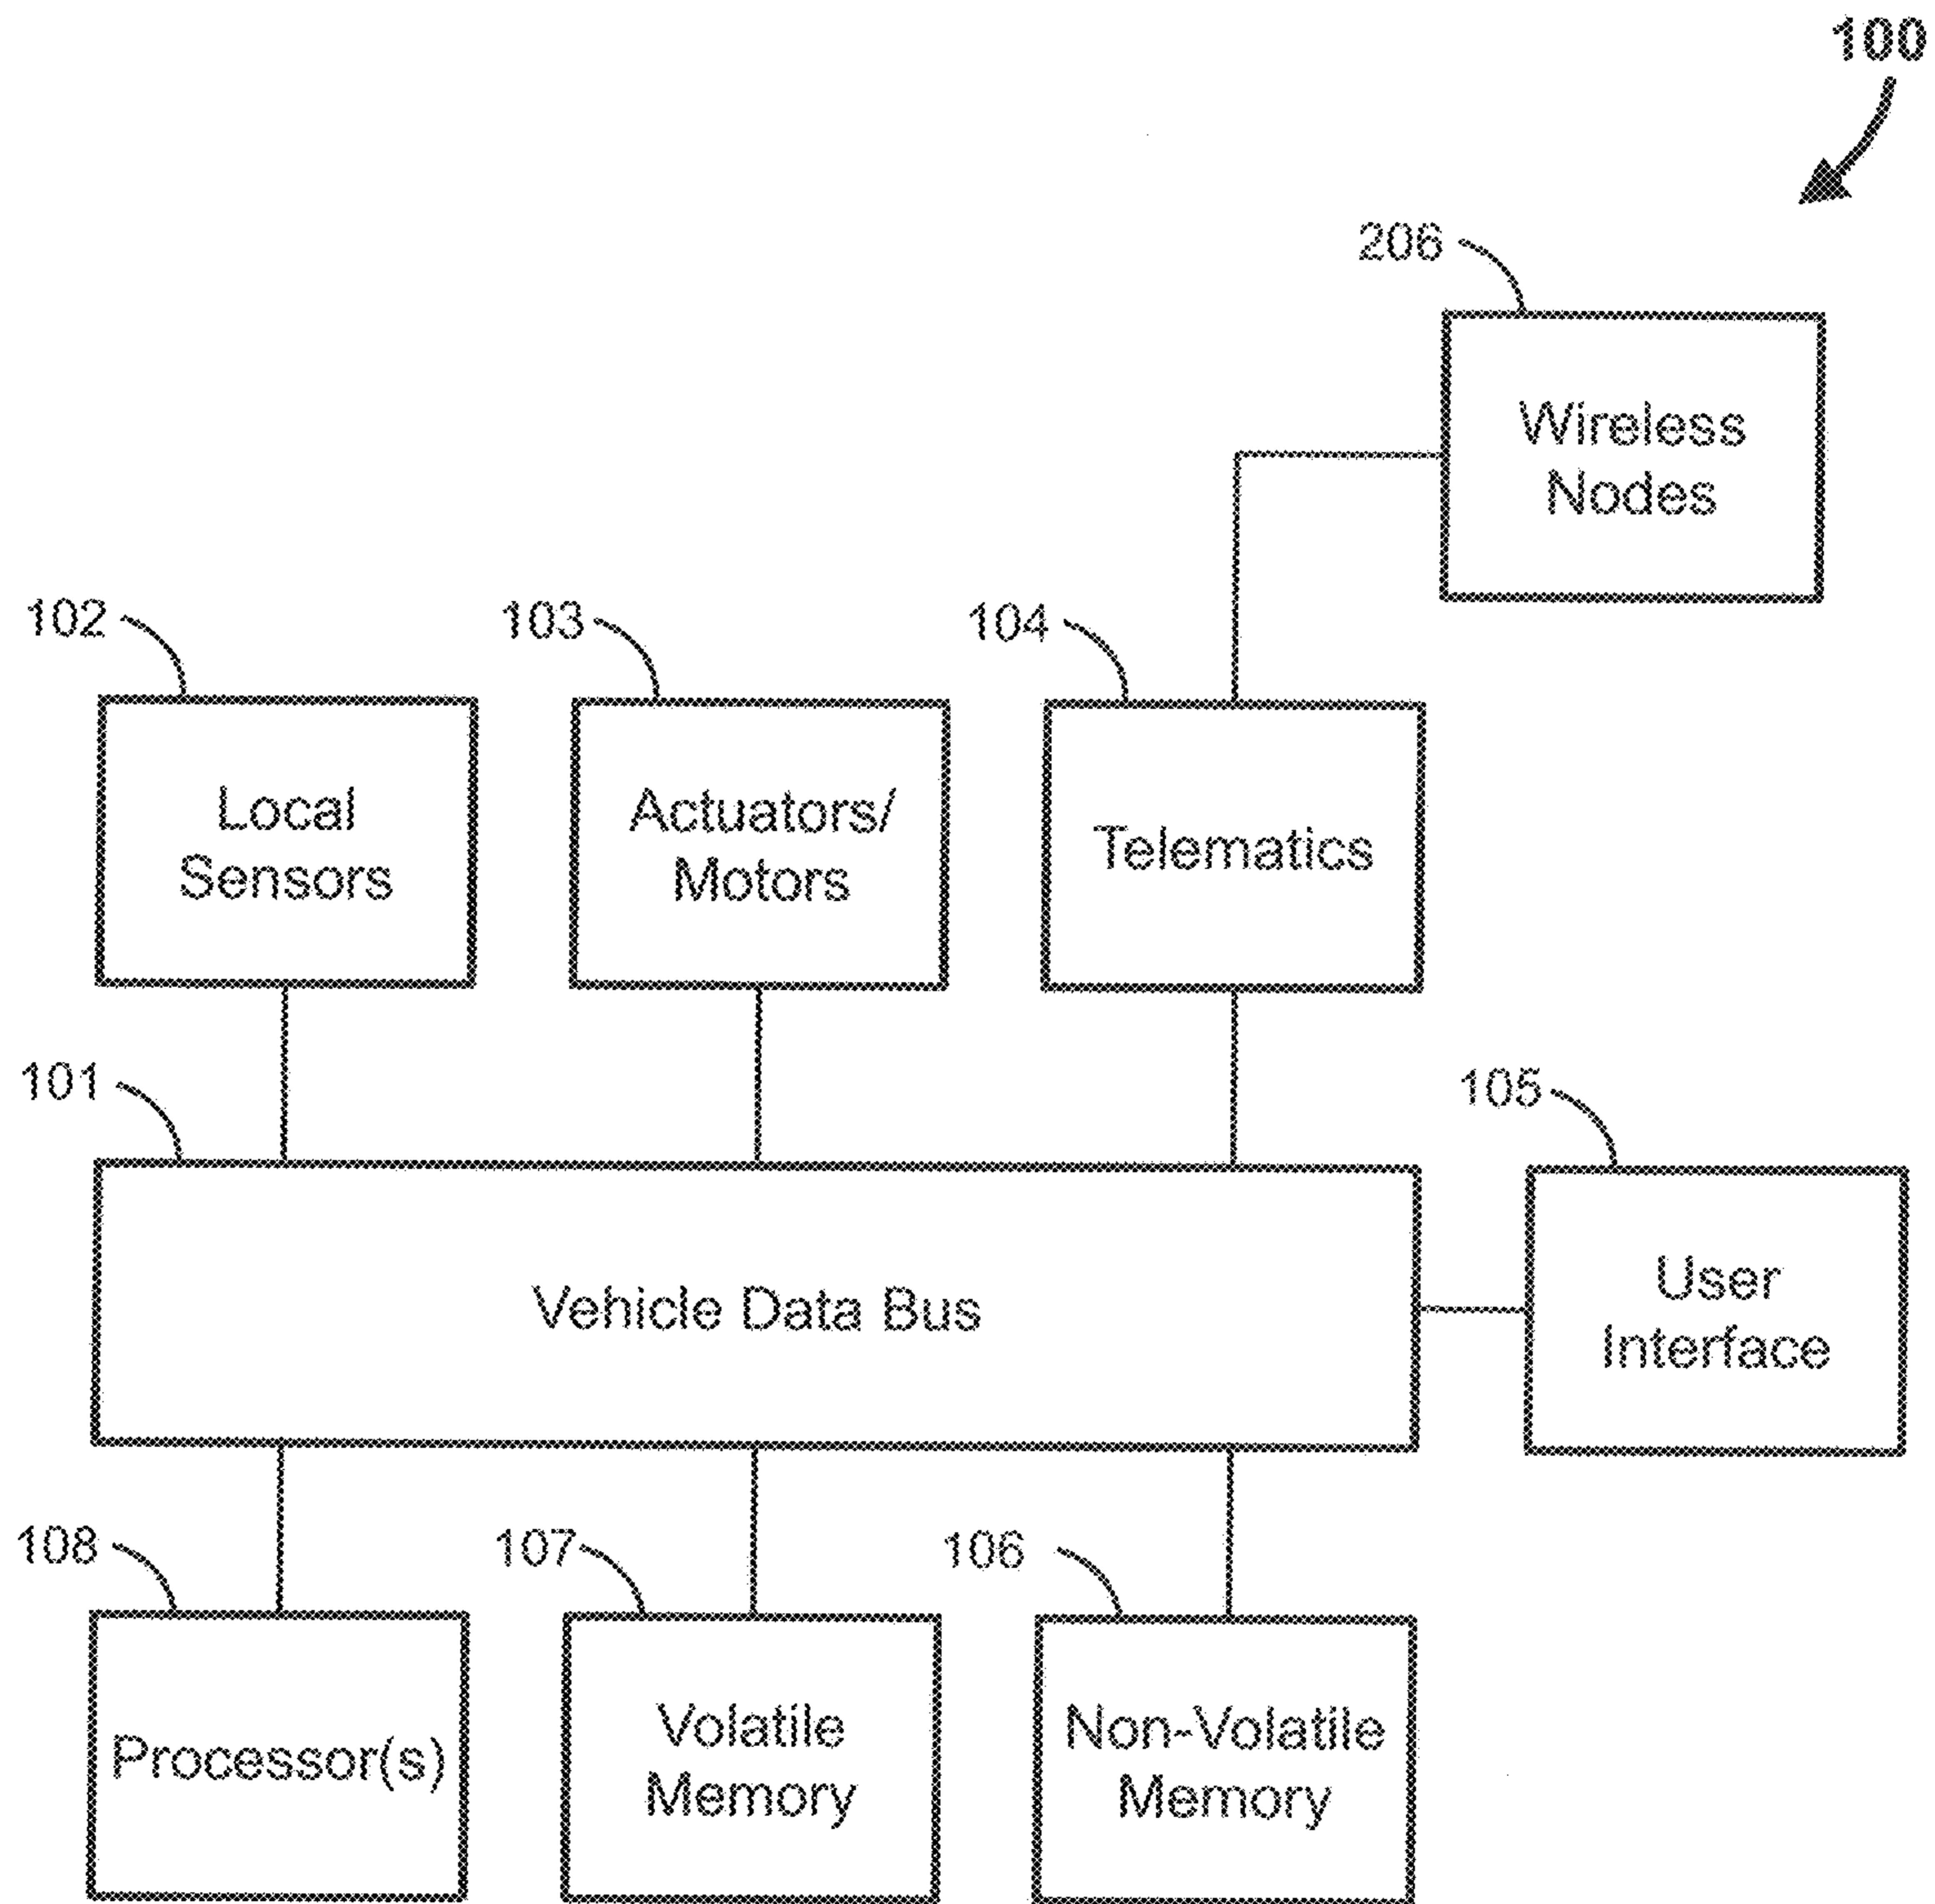 100
206
Wireless
Nodes
102
103
104
Local
Sensors
Actuators/
Motors
Telematics
101
105
Vehicle Data Bus
User
Interface
108
107
106
Processor(s)
Volatile
Memory
Non-Volatile
Memory